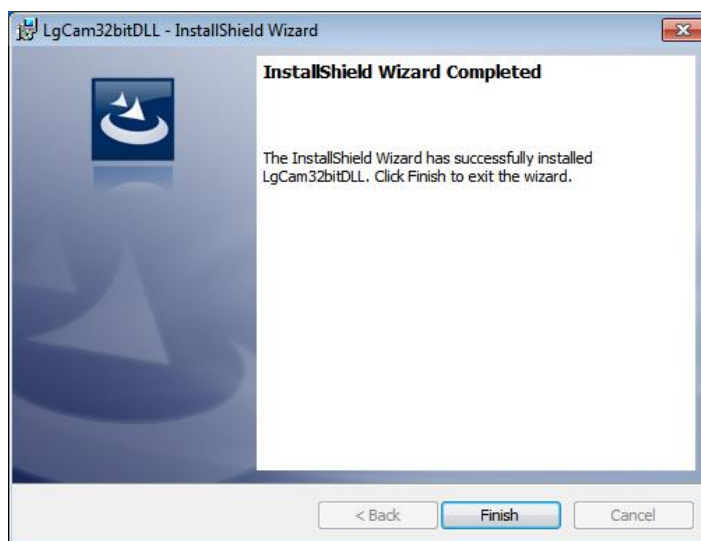 LgCam32bitDLL - InstallShield Wizard
InstallShield Wizard Completed
The InstallShield Wizard has successfully installed
LgCam32bitDLL. Click Finish to exit the wizard.
< Back
Finish
Cancel